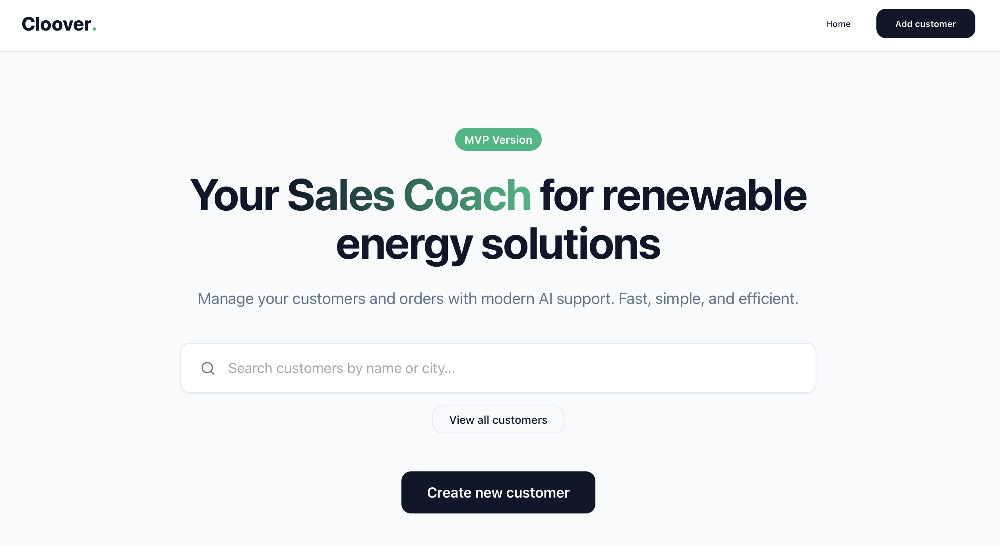 Cloover.
Home
Add customer
MVP Version
Your Sales Coach for renewable
energy solutions
Manage your customers and orders with modern AI support. Fast, simple, and efficient.
Search customers by name or city...
View all customers
Create new customer